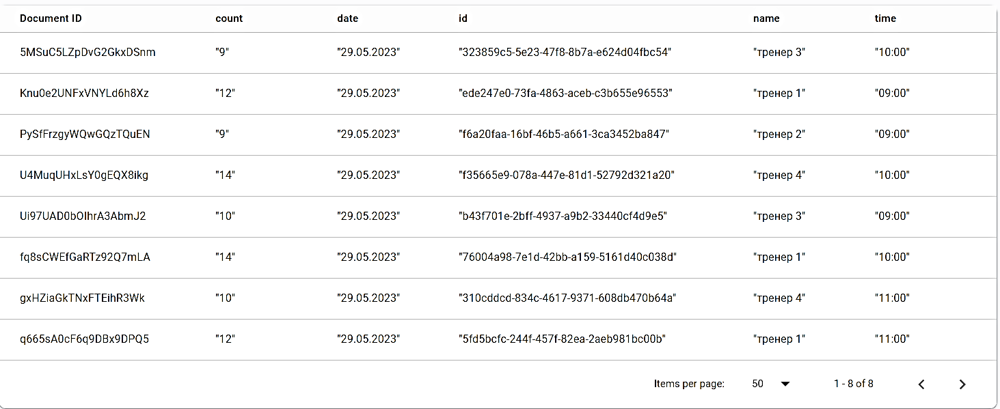 Document ID count date id name time
5MSuC5LZpDvG2GkxDSnm "9" "29.05.2023" "323859c5-5e23-47f8-8b7a-e624d04fbc54" "тренер 3" "10:00"
Knu0e2UNFxVNYLd6h8Xz "12" "29.05.2023" "ede247e0-73fa-4863-aceb-c3b655e96553" "тренер 1" "09:00"
PySfFrzgyWQwGQzTQuEN "9" "29.05.2023" "f6a20faa-16bf-46b5-a661-3ca3452ba847" "тренер 2" "09:00"
U4MuqUHxLsY0gEQX8ikg "14" "29.05.2023" "f35665e9-078a-447e-81d1-52792d321a20" "тренер 4" "10:00"
Ui97UAD0bOIhrA3AbmJ2 "10" "29.05.2023" "b43f701e-2bff-4937-a9b2-33440cf4d9e5" "тренер 3" "09:00"
fq8sCWEfGaRTz92Q7mLA "14" "29.05.2023" "76004a98-7e1d-42bb-a159-5161d40c038d" "тренер 1" "10:00"
gxHZiaGkTNxFTEihR3Wk "10" "29.05.2023" "310cddcd-834c-4617-9371-608db470b64a" "тренер 4" "11:00"
q665sA0cF6q9DBx9DPQ5 "12" "29.05.2023" "5fd5bcfc-244f-457f-82ea-2aeb981bc00b" "тренер 1" "11:00"
Items per page: 50 1 - 8 of 8